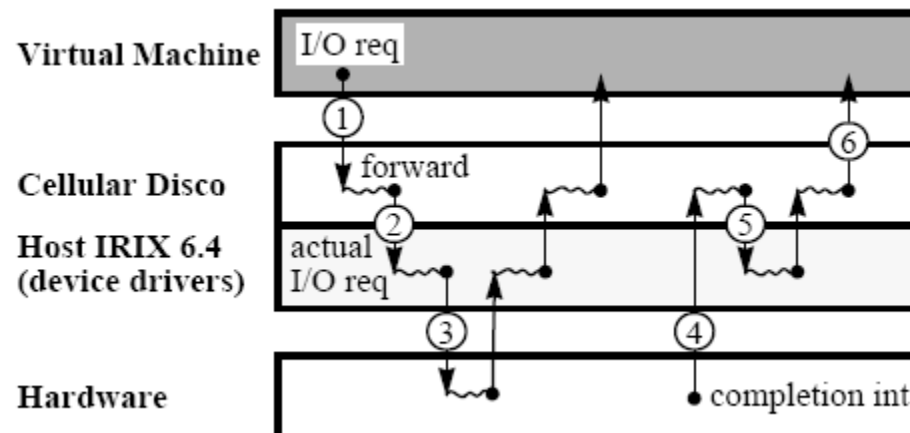 Virtual Machine
I/O req
1
6
Cellular Disco
forward
2
5
Host IRIX 6.4
(device drivers)
actual
I/O req
3
4
Hardware
completion int